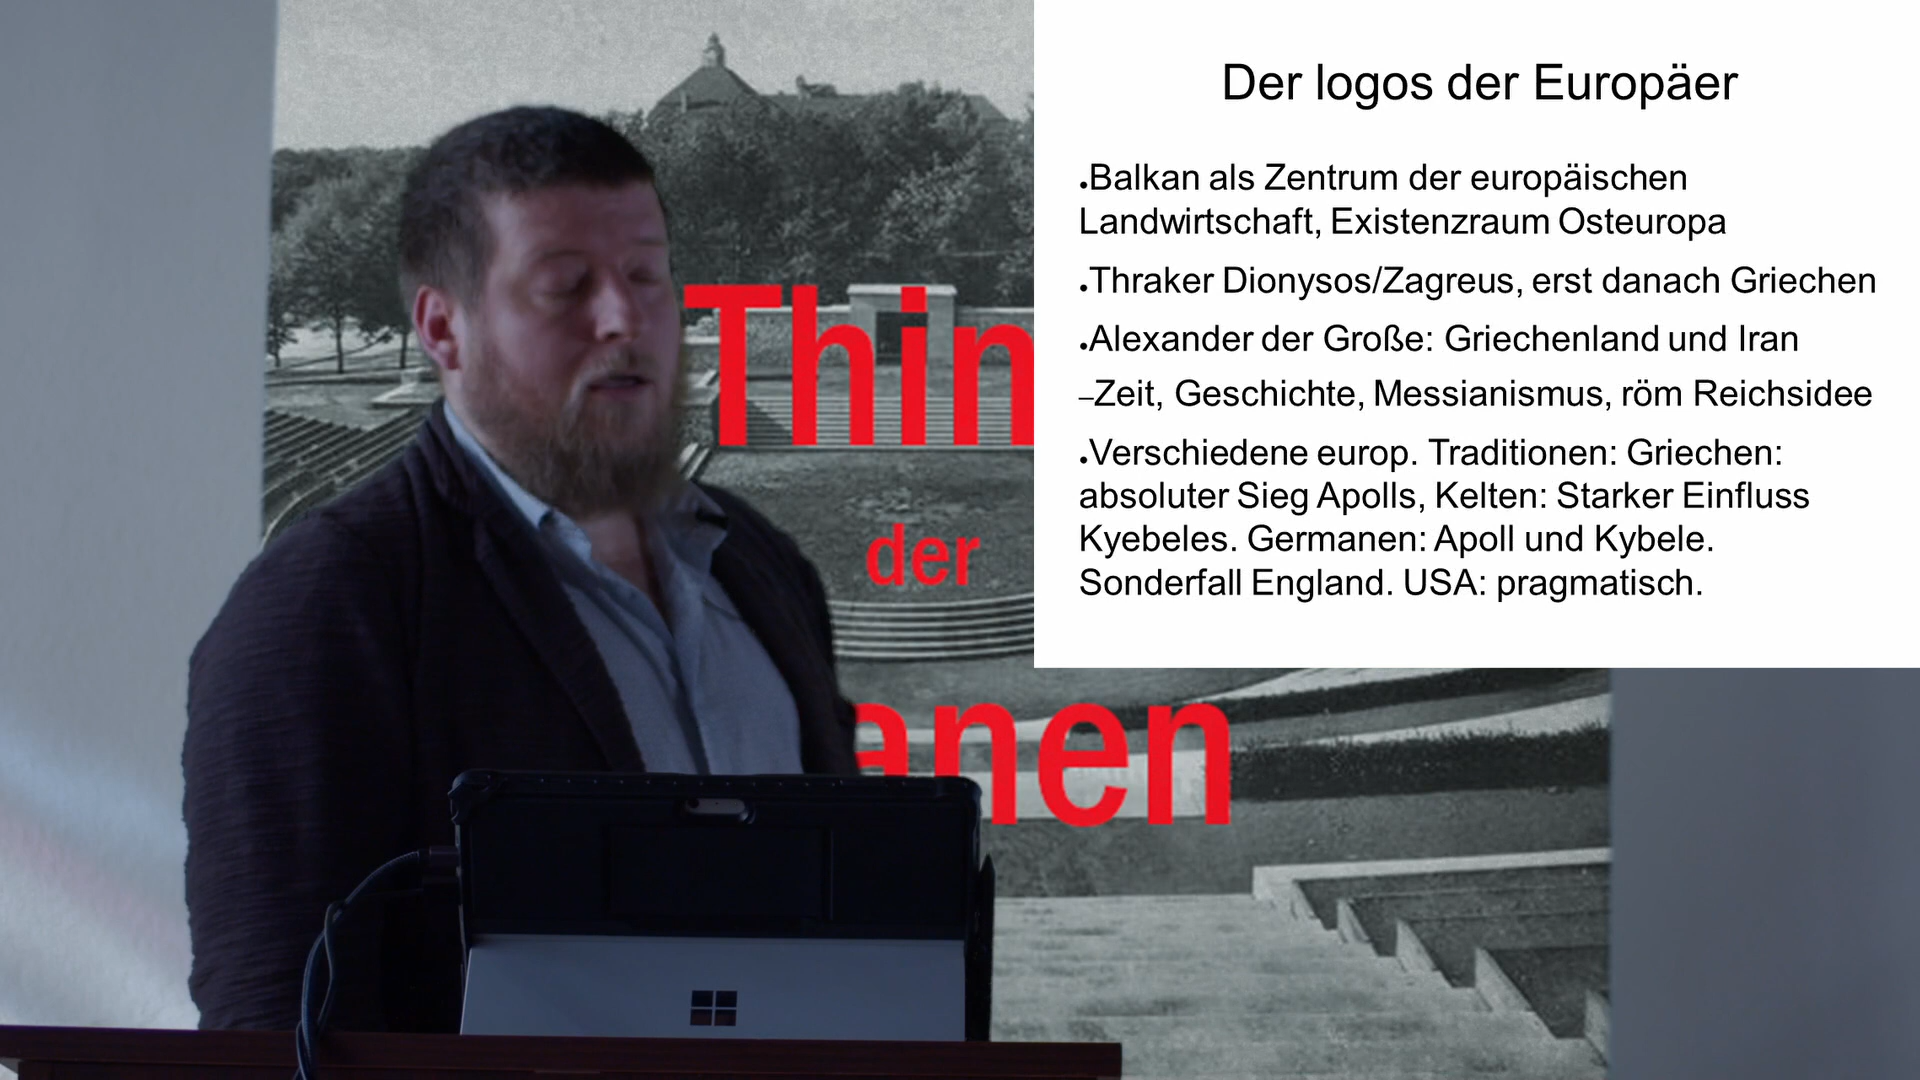 Der logos der Europäer
•Balkan als Zentrum der europäischen
Landwirtschaft, Existenzraum Osteuropa
•Thraker Dionysos/Zagreus, erst danach Griechen
•Alexander der Große: Griechenland und Iran
–Zeit, Geschichte, Messianismus, röm Reichsidee
•Verschiedene europ. Traditionen: Griechen:
absoluter Sieg Apolls, Kelten: Starker Einfluss
Kyebeles. Germanen: Apoll und Kybele.
Sonderfall England. USA: pragmatisch.
Thin
der
anen